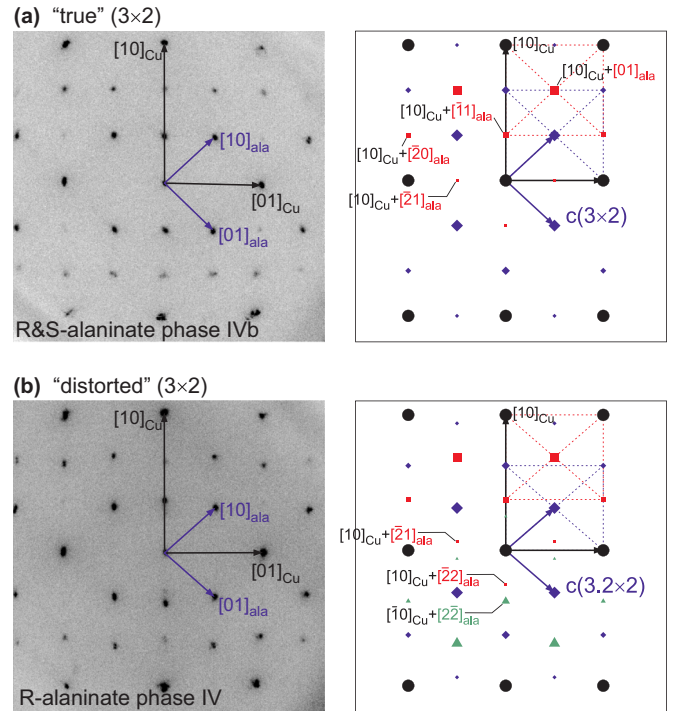 (a) “true” (3×2)
[10]Cu
[10]ala
[01]Cu
[01]ala
R&S-alaninate phase IVb
[10]Cu
[10]Cu+[01]ala
[10]Cu+[1̄1]ala
[10]Cu+[2̄0]ala
[10]Cu+[2̄1]ala
c(3×2)
(b) “distorted” (3×2)
[10]Cu
[10]ala
[01]Cu
[01]ala
R-alaninate phase IV
[10]Cu
[10]Cu+[2̄1]ala
[10]Cu+[2̄2]ala
[1̄0]Cu+[22̄]ala
c(3.2×2)